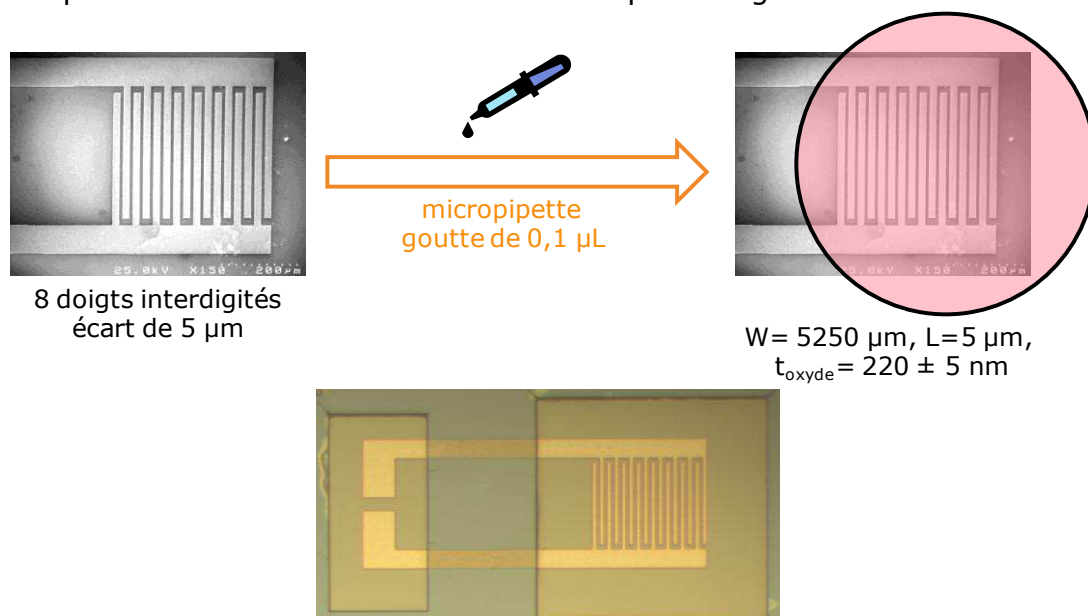 micropipette
goutte de 0,1 µL
25.0kV X150 200µm
8 doigts interdigités
écart de 5 µm
W= 5250 µm, L=5 µm,
toxyde= 220 ± 5 nm